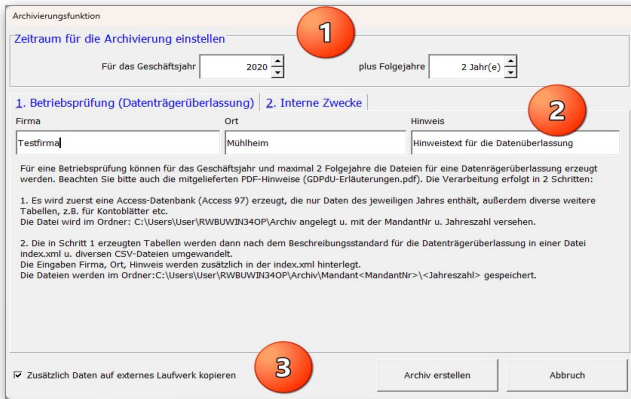 Archivierungsfunktion
1
Zeitraum für die Archivierung einstellen
Für das Geschäftsjahr 2020 plus Folgejahre 2 Jahr(e)
1. Betriebsprüfung (Datenträgerüberlassung) 2. Interne Zwecke
2
Firma Ort Hinweis
Testfirma Mühlheim Hinweistext für die Datenüberlassung
Für eine Betriebsprüfung können für das Geschäftsjahr und maximal 2 Folgejahre die Dateien für eine Datenträgerüberlassung erzeugt
werden. Beachten Sie bitte auch die mitgelieferten PDF-Hinweise (GDPdU-Erläuterungen.pdf). Die Verarbeitung erfolgt in 2 Schritten:
1. Es wird zuerst eine Access-Datenbank (Access 97) erzeugt, die nur Daten des jeweiligen Jahres enthält, außerdem diverse weitere
Tabellen, z.B. für Kontoblätter etc.
Die Datei wird im Ordner: C:\Users\User\RWBUWIN34OP\Archiv angelegt u. mit der MandantNr u. Jahreszahl versehen.
2. Die in Schritt 1 erzeugten Tabellen werden dann nach dem Beschreibungsstandard für die Datenträgerüberlassung in einer Datei
index.xml u. diversen CSV-Dateien umgewandelt.
Die Eingaben Firma, Ort, Hinweis werden zusätzlich in der index.xml hinterlegt.
Die Dateien werden im Ordner:C:\Users\User\RWBUWIN34OP\Archiv\Mandant<MandantNr>\<Jahreszahl> gespeichert.
3
Zusätzlich Daten auf externes Laufwerk kopieren Archiv erstellen Abbruch